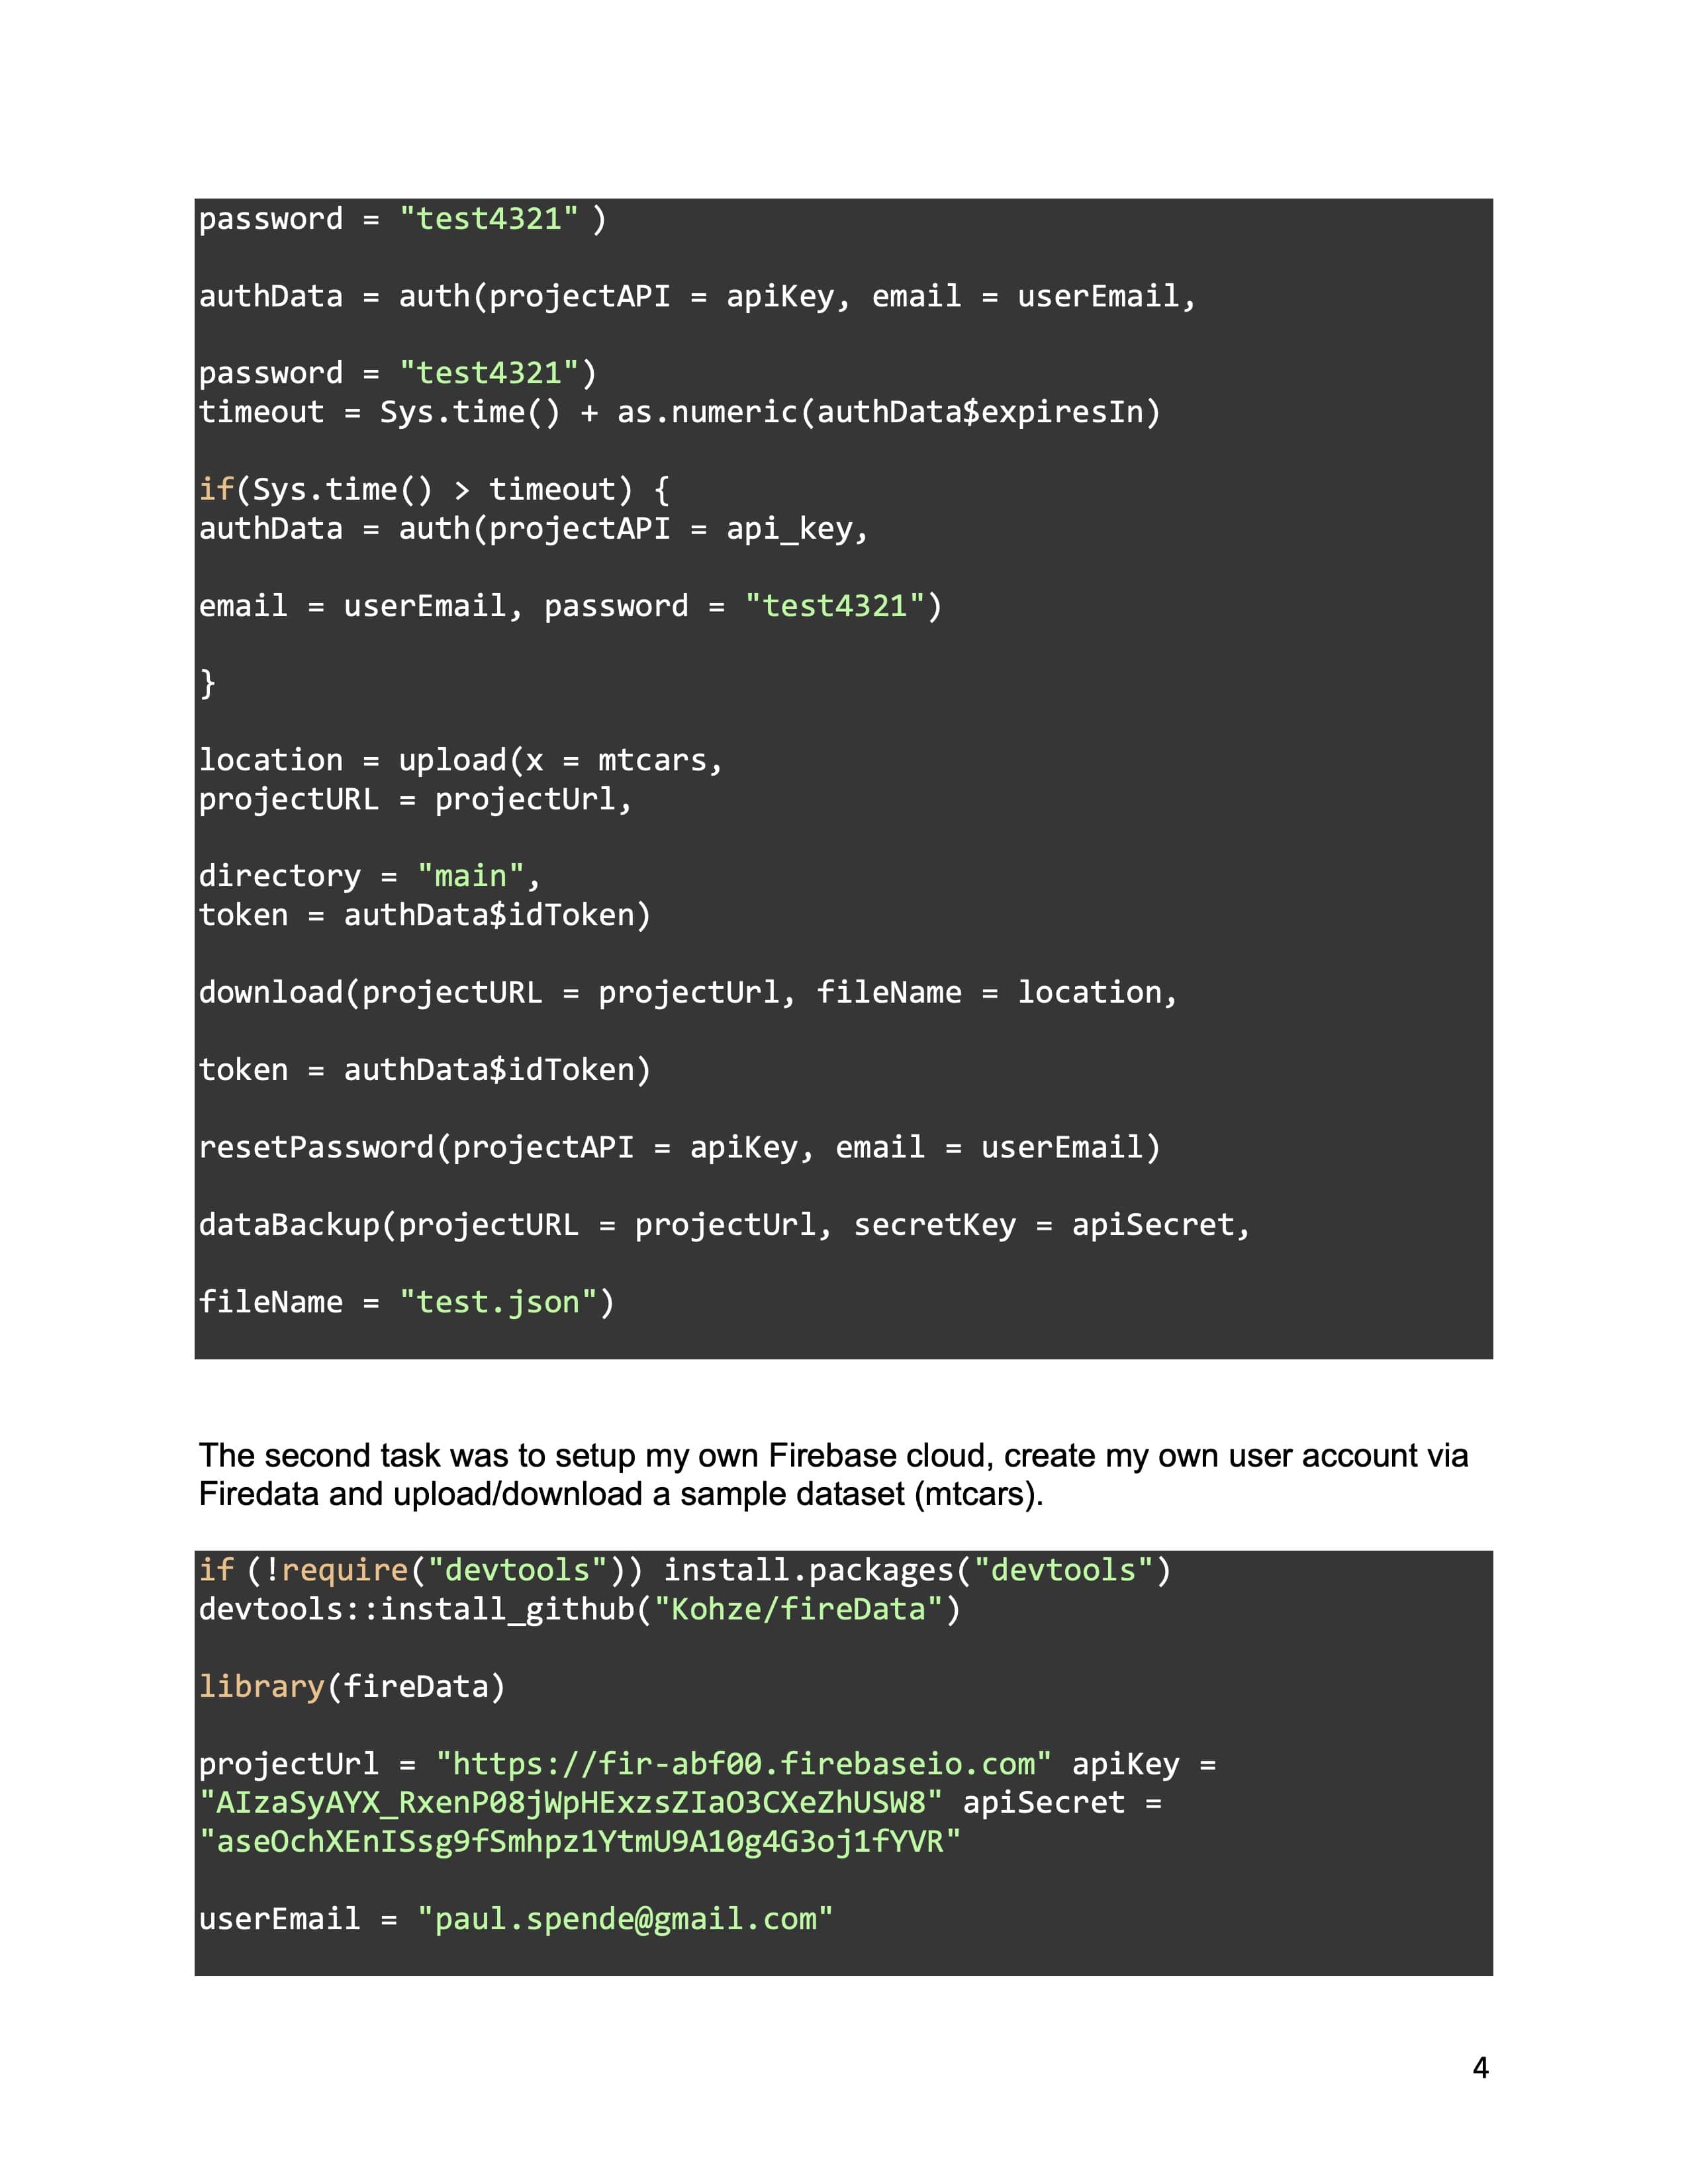 password = "test4321" )
authData = auth(projectAPI = apiKey, email = userEmail,
password = "test4321")
timeout = Sys.time() + as.numeric(authData$expiresIn)
if(Sys.time() > timeout) {
authData = auth(projectAPI = api_key,
email = userEmail, password = "test4321")
}
location = upload(x = mtcars,
projectURL = projectUrl,
directory = "main",
token = authData$idToken)
download(projectURL = projectUrl, fileName = location,
token = authData$idToken)
resetPassword(projectAPI = apiKey, email = userEmail)
dataBackup(projectURL = projectUrl, secretKey = apiSecret,
fileName = "test.json")
The second task was to setup my own Firebase cloud, create my own user account via
Firedata and upload/download a sample dataset (mtcars).
if (!require("devtools")) install.packages("devtools")
devtools::install_github("Kohze/fireData")
library(fireData)
projectUrl = "https://fir-abf00.firebaseio.com" apiKey =
"AIzaSyAYX_RxenP08jWpHExzsZIaO3CXeZhUSW8" apiSecret =
"aseOchXEnISsg9fSmhpz1YtmU9A10g4G3oj1fYVR"
userEmail = "paul.spende@gmail.com"
4